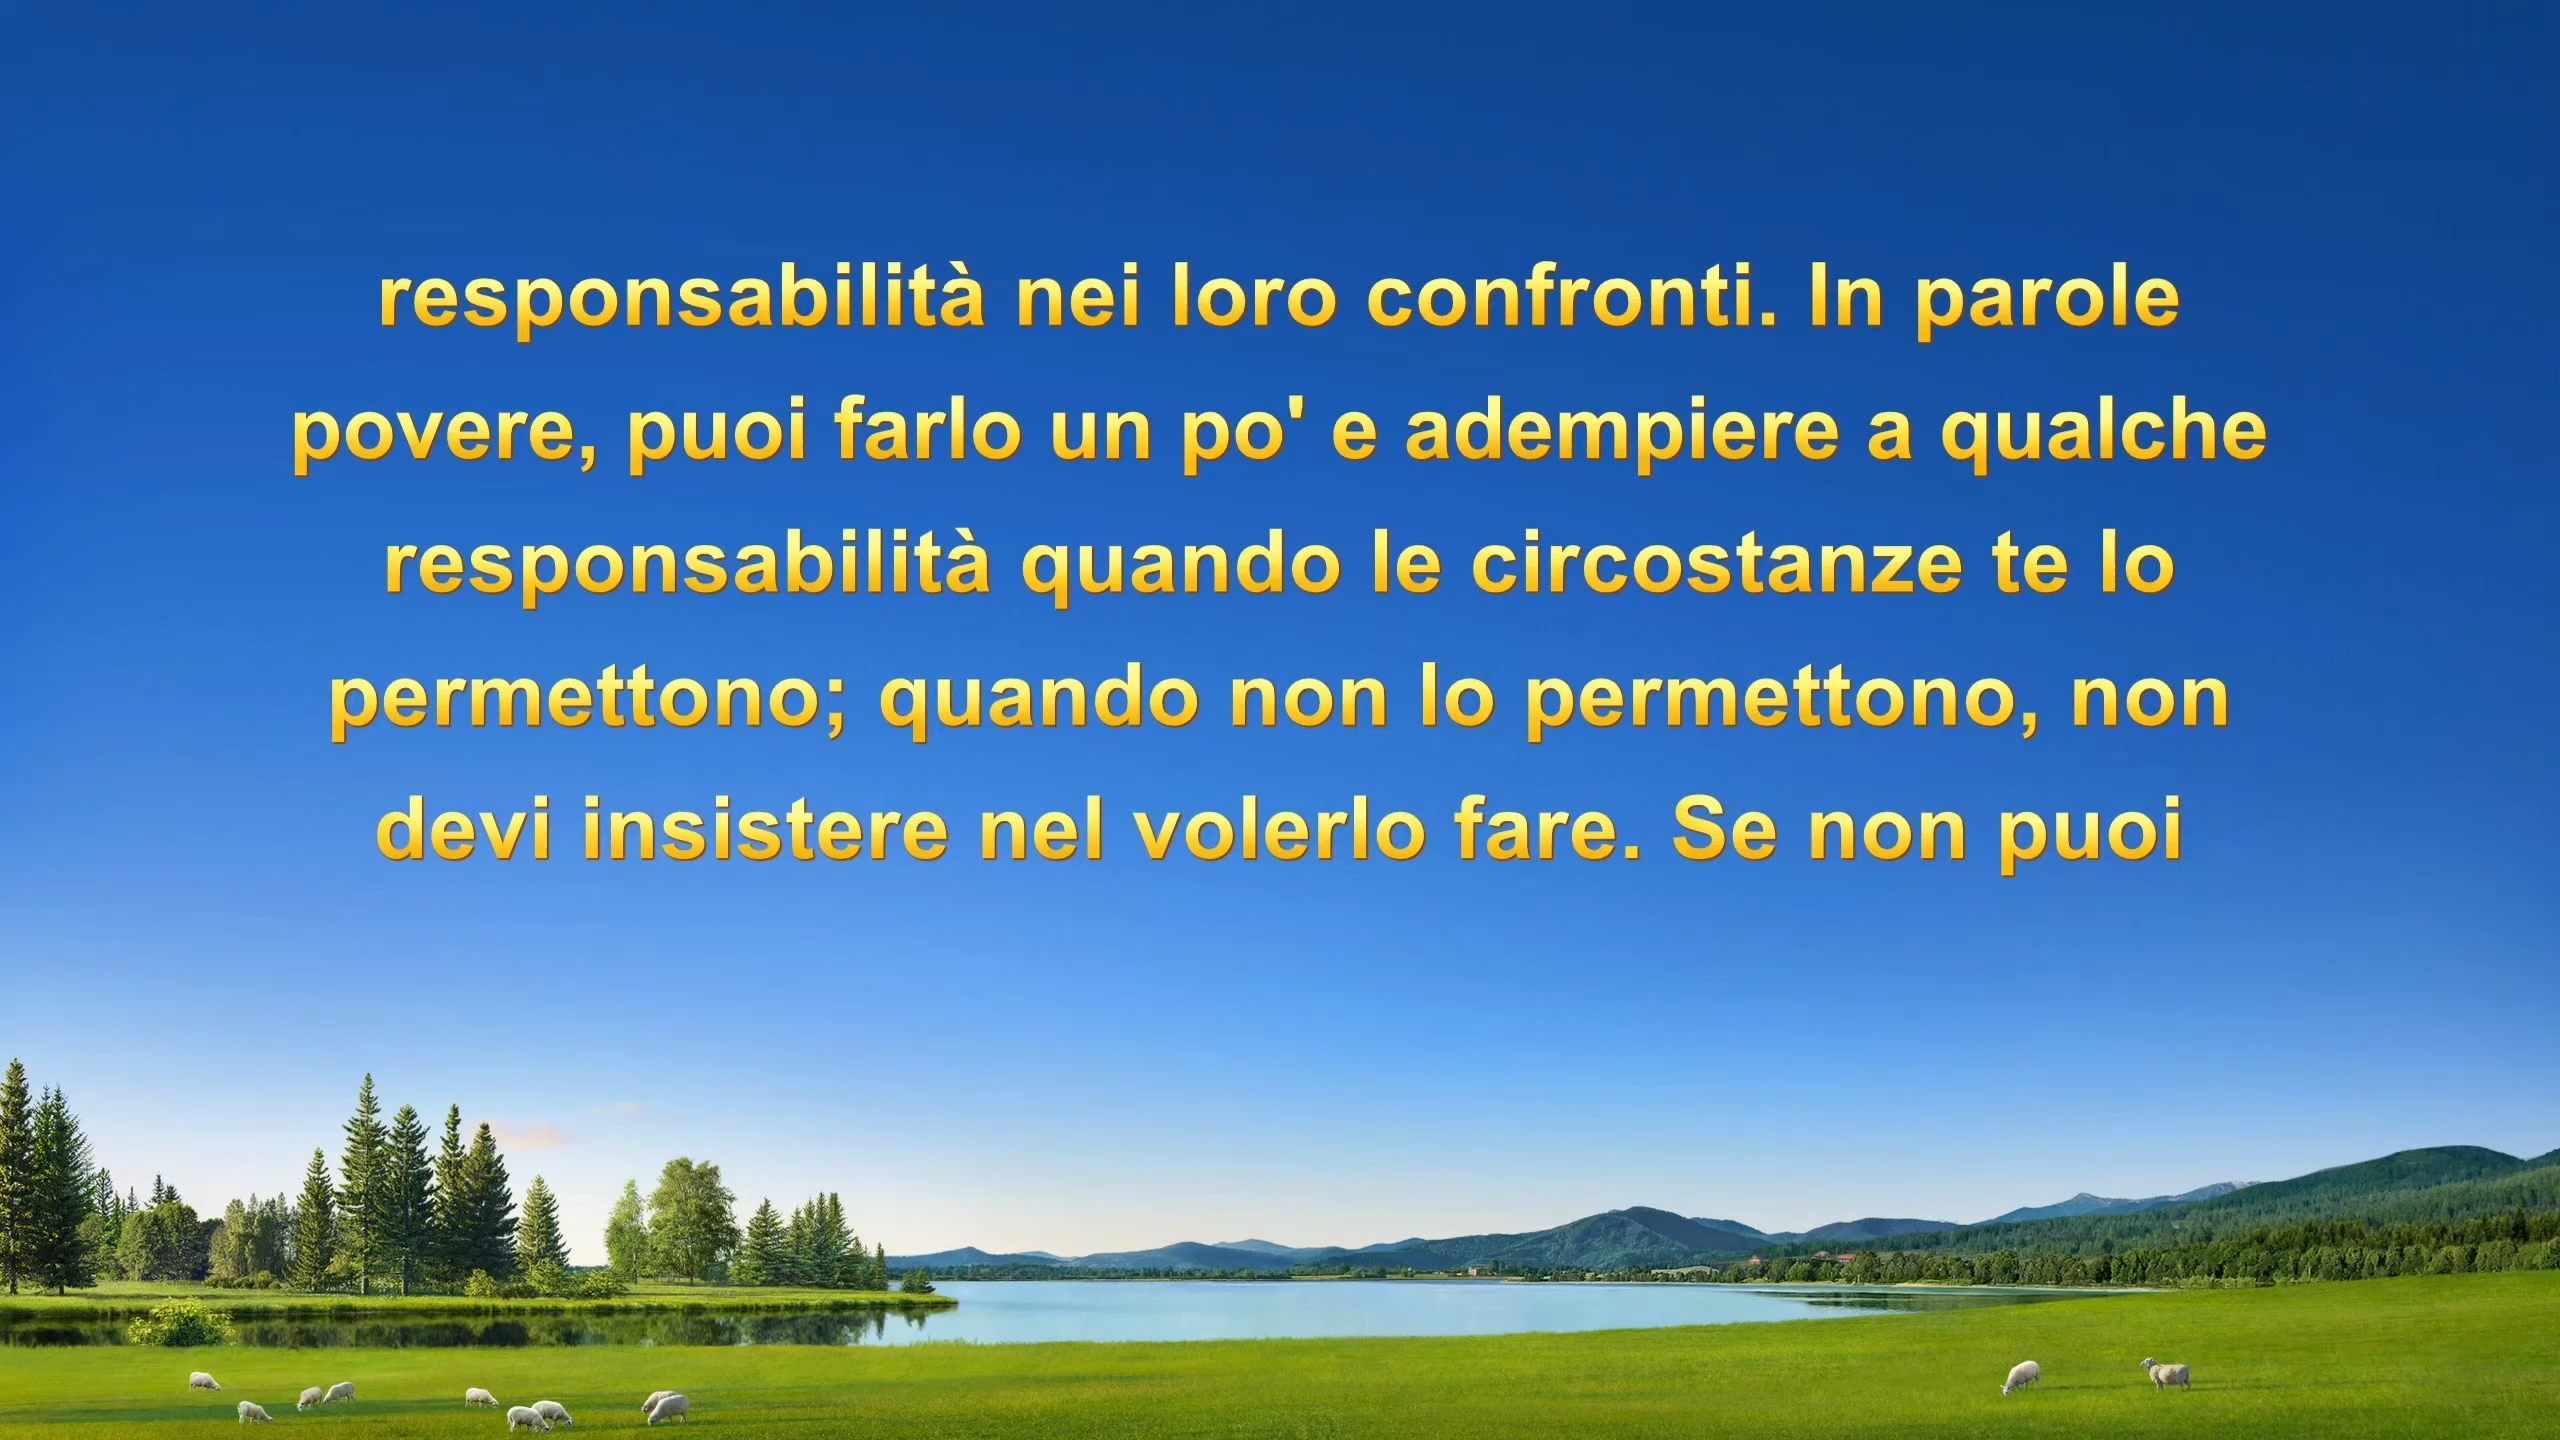 responsabilità nei loro confronti. In parole
povere, puoi farlo un po' e adempiere a qualche
responsabilità quando le circostanze te lo
permettono; quando non lo permettono, non
devi insistere nel volerlo fare. Se non puoi